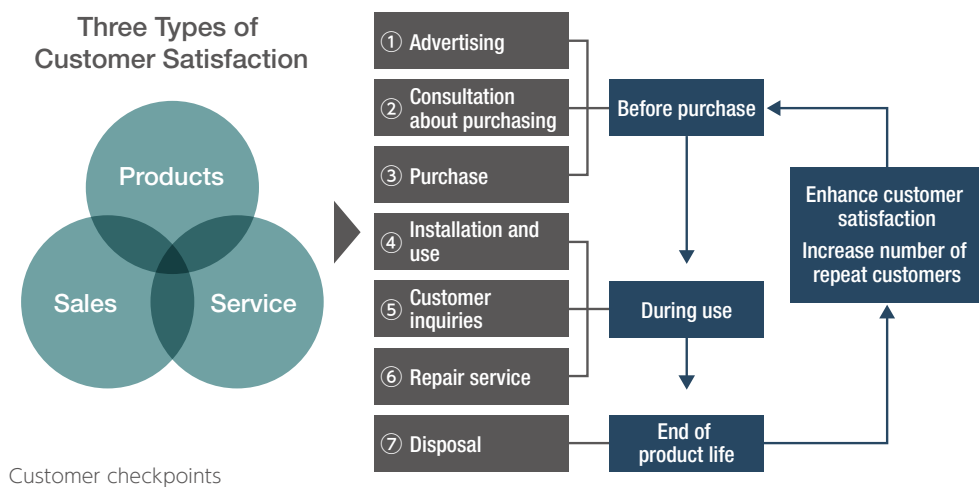 Three Types of
Customer Satisfaction
Products
Sales
Service
① Advertising
② Consultation
about purchasing
③ Purchase
④ Installation and
use
⑤ Customer
inquiries
⑥ Repair service
⑦ Disposal
Before purchase
During use
End of
product life
Enhance customer
satisfaction
Increase number of
repeat customers
Customer checkpoints